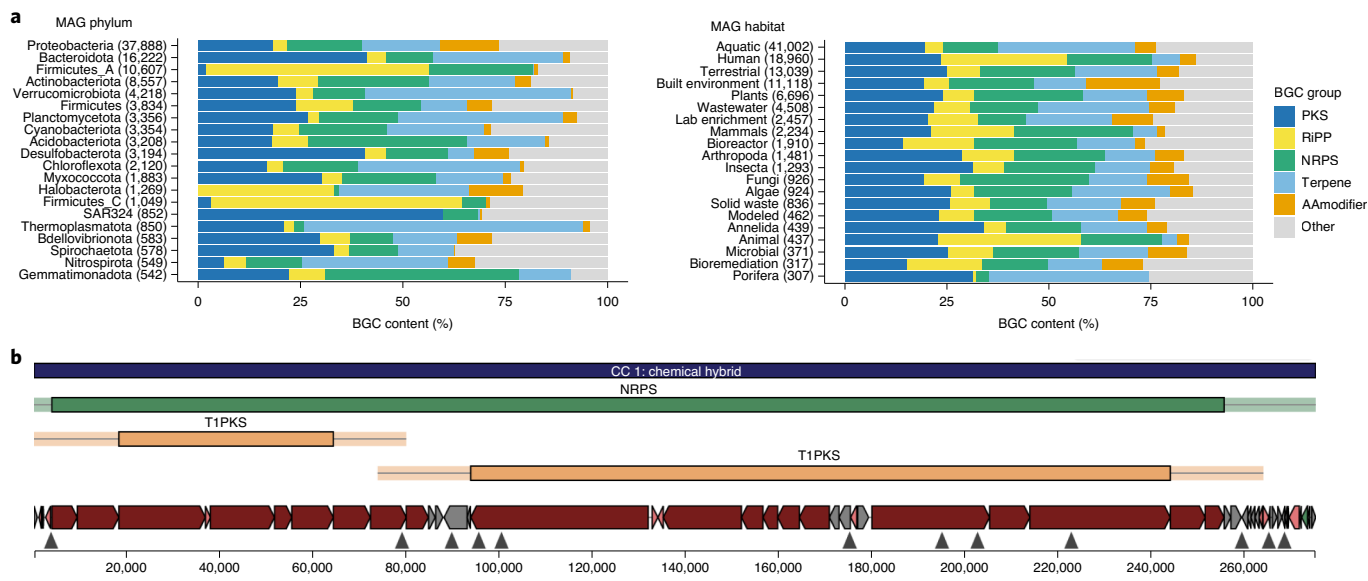 a
MAG phylum
Proteobacteria (37,888)
Bacteroidota (16,222)
Firmicutes_A (10,607)
Actinobacteriota (8,557)
Verrucomicrobiota (4,218)
Firmicutes (3,834)
Planctomycetota (3,356)
Cyanobacteriota (3,354)
Acidobacteriota (3,208)
Desulfobacterota (3,194)
Chloroflexota (2,120)
Myxococcota (1,883)
Halobacterota (1,269)
Firmicutes_C (1,049)
SAR324 (852)
Thermoplasmatota (850)
Bdellovibrionota (583)
Spirochaetota (578)
Nitrospirota (549)
Gemmatimonadota (542)
0 25 50 75 100
BGC content (%)
MAG habitat
Aquatic (41,002)
Human (18,960)
Terrestrial (13,039)
Built environment (11,118)
Plants (6,696)
Wastewater (4,508)
Lab enrichment (2,457)
Mammals (2,234)
Bioreactor (1,910)
Arthropoda (1,481)
Insecta (1,293)
Fungi (926)
Algae (924)
Solid waste (836)
Modeled (462)
Annelida (439)
Animal (437)
Microbial (371)
Bioremediation (317)
Porifera (307)
0 25 50 75 100
BGC content (%)
BGC group
PKS
RiPP
NRPS
Terpene
AAmodifier
Other
b
CC 1: chemical hybrid
NRPS
T1PKS
T1PKS
20,000 40,000 60,000 80,000 100,000 120,000 140,000 160,000 180,000 200,000 220,000 240,000 260,000